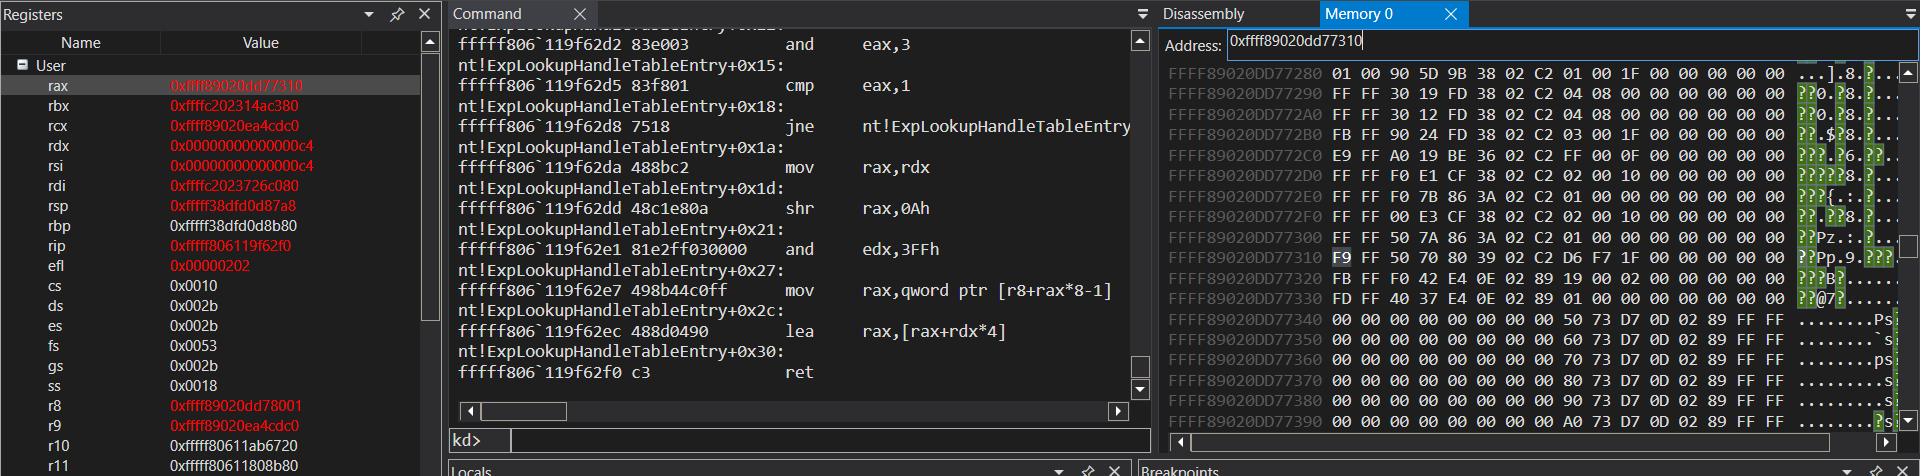 Registers
Name Value
User
rax 0xffff89020dd77310
rbx 0xffffc202314ac380
rcx 0xffff89020ea4cdc0
rdx 0x00000000000000c4
rsi 0x00000000000000c4
rdi 0xffffc2023726c080
rsp 0xfffff38dfd0d87a8
rbp 0xfffff38dfd0d8b80
rip 0xfffff806119f62f0
efl 0x00000202
cs 0x0010
ds 0x002b
es 0x002b
fs 0x0053
gs 0x002b
ss 0x0018
r8 0xffff89020dd78001
r9 0xffff89020ea4cdc0
r10 0xfffff80611ab6720
r11 0xfffff80611808b80
Command
fffff806`119f62d2 83e003 and eax,3
nt!ExpLookupHandleTableEntry+0x15:
fffff806`119f62d5 83f801 cmp eax,1
nt!ExpLookupHandleTableEntry+0x18:
fffff806`119f62d8 7518 jne nt!ExpLookupHandleTableEntry
nt!ExpLookupHandleTableEntry+0x1a:
fffff806`119f62da 488bc2 mov rax,rdx
nt!ExpLookupHandleTableEntry+0x1d:
fffff806`119f62dd 48c1e80a shr rax,0Ah
nt!ExpLookupHandleTableEntry+0x21:
fffff806`119f62e1 81e2ff030000 and edx,3FFh
nt!ExpLookupHandleTableEntry+0x27:
fffff806`119f62e7 498b44c0ff mov rax,qword ptr [r8+rax*8-1]
nt!ExpLookupHandleTableEntry+0x2c:
fffff806`119f62ec 488d0490 lea rax,[rax+rdx*4]
nt!ExpLookupHandleTableEntry+0x30:
fffff806`119f62f0 c3 ret
kd>
Locals
Disassembly Memory 0
Address: 0xffff89020dd77310
FFFF89020DD77280 01 00 90 5D 9B 38 02 C2 01 00 1F 00 00 00 00 00 ...].8.?...
FFFF89020DD77290 FF FF 30 19 FD 38 02 C2 04 08 00 00 00 00 00 00 ??0.?8.?...
FFFF89020DD772A0 FF FF 30 12 FD 38 02 C2 04 08 00 00 00 00 00 00 ??0.?8.?...
FFFF89020DD772B0 FB FF 90 24 FD 38 02 C2 03 00 1F 00 00 00 00 00 ??.$?8.?...
FFFF89020DD772C0 E9 FF A0 19 BE 36 02 C2 FF 00 0F 00 00 00 00 00 ???.?6.??..
FFFF89020DD772D0 FF FF F0 E1 CF 38 02 C2 02 00 10 00 00 00 00 00 ?????8.?...
FFFF89020DD772E0 FF FF F0 7B 86 3A 02 C2 01 00 00 00 00 00 00 00 ???{.:.?...
FFFF89020DD772F0 FF FF 00 E3 CF 38 02 C2 02 00 10 00 00 00 00 00 ??.??8.?...
FFFF89020DD77300 FF FF 50 7A 86 3A 02 C2 01 00 00 00 00 00 00 00 ??Pz.:.?...
FFFF89020DD77310 F9 FF 50 70 80 39 02 C2 D6 F7 1F 00 00 00 00 00 ??Pp.9.???.
FFFF89020DD77320 FB FF F0 42 E4 0E 02 89 19 00 02 00 00 00 00 00 ???B?......
FFFF89020DD77330 FD FF 40 37 E4 0E 02 89 01 00 00 00 00 00 00 00 ??@7?......
FFFF89020DD77340 00 00 00 00 00 00 00 00 50 73 D7 0D 02 89 FF FF ........Ps
FFFF89020DD77350 00 00 00 00 00 00 00 00 60 73 D7 0D 02 89 FF FF ........`s
FFFF89020DD77360 00 00 00 00 00 00 00 00 70 73 D7 0D 02 89 FF FF ........ps
FFFF89020DD77370 00 00 00 00 00 00 00 00 80 73 D7 0D 02 89 FF FF .........s
FFFF89020DD77380 00 00 00 00 00 00 00 00 90 73 D7 0D 02 89 FF FF .........s
FFFF89020DD77390 00 00 00 00 00 00 00 00 A0 73 D7 0D 02 89 FF FF ........?s
Breakpoints